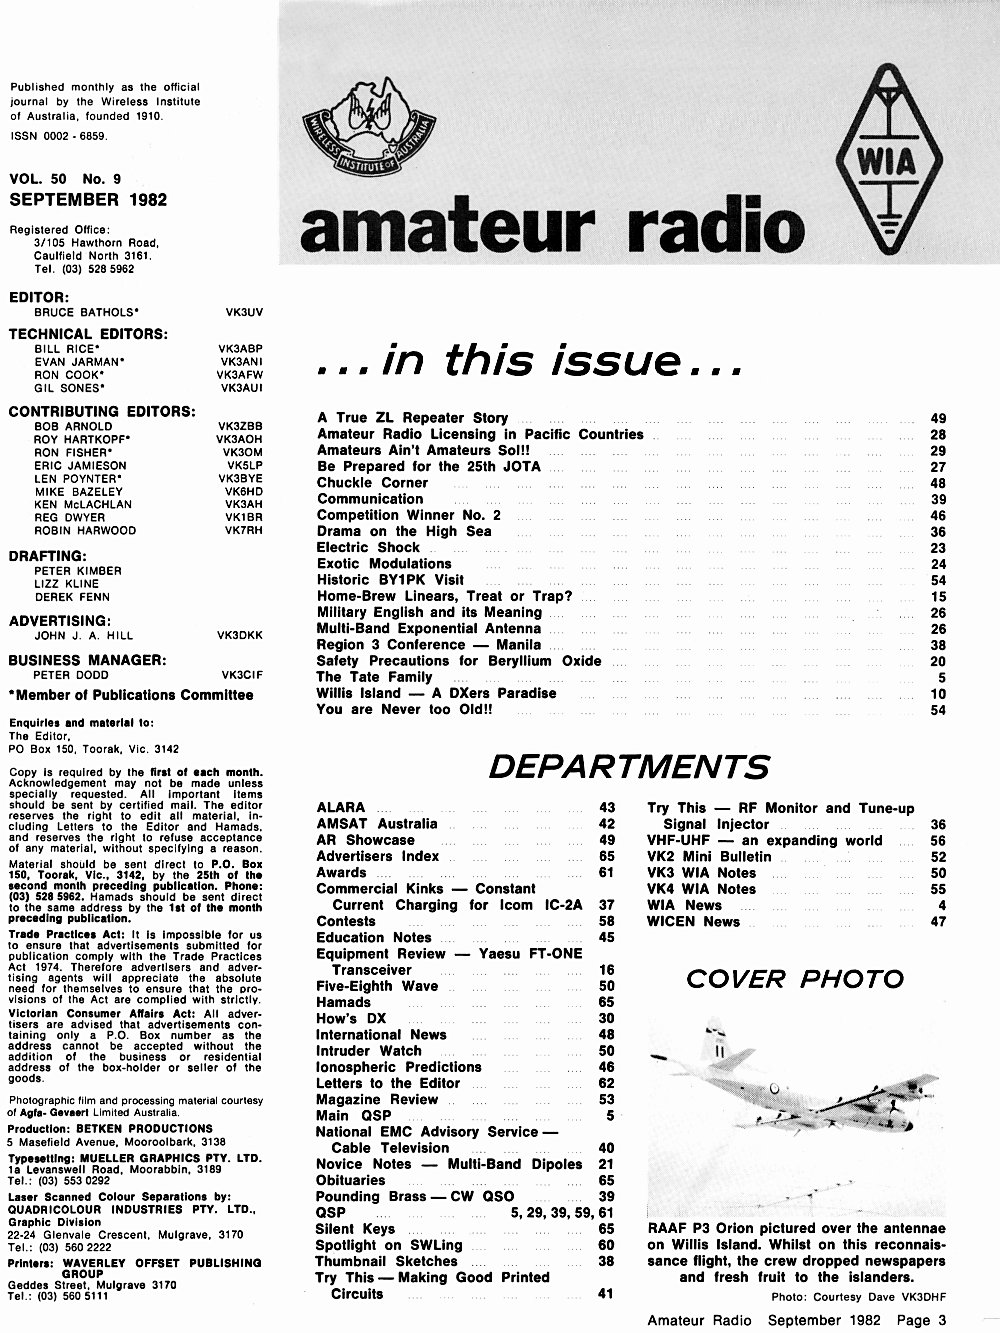 Published monthly as the official
journal by the Wireless Institute
of Australia, founded 1910.
ISSN 0002 - 6859.
VOL. 50 No. 9
SEPTEMBER 1982
Registered Office:
3/105 Hawthorn Road,
Caulfield North 3161.
Tel. (03) 528 5962
EDITOR:
BRUCE BATHOLS* VK3UV
TECHNICAL EDITORS:
BILL RICE* VK3ABP
EVAN JARMAN* VK3ANI
RON COOK* VK3AFW
GIL SONES* VK3AUI
CONTRIBUTING EDITORS:
BOB ARNOLD VK3ZBB
ROY HARTKOPF* VK3AOH
RON FISHER* VK3OM
ERIC JAMIESON VK5LP
LEN POYNTER* VK3BYE
MIKE BAZELEY VK6HD
KEN McLACHLAN VK3AH
REG DWYER VK1BR
ROBIN HARWOOD VK7RH
DRAFTING:
PETER KIMBER
LIZZ KLINE
DEREK FENN
ADVERTISING:
JOHN J. A. HILL VK3DKK
BUSINESS MANAGER:
PETER DODD VK3CIF
*Member of Publications Committee
Enquiries and material to:
The Editor,
PO Box 150, Toorak, Vic. 3142
Copy is required by the first of each month.
Acknowledgement may not be made unless
specially requested. All important items
should be sent by certified mail. The editor
reserves the right to edit all material, in-
cluding Letters to the Editor and Hamads,
and reserves the right to refuse acceptance
of any material, without specifying a reason.
Material should be sent direct to P.O. Box
150, Toorak, Vic., 3142, by the 25th of the
second month preceding publication. Phone:
(03) 528 5962. Hamads should be sent direct
to the same address by the 1st of the month
preceding publication.
Trade Practices Act: It is impossible for us
to ensure that advertisements submitted for
publication comply with the Trade Practices
Act 1974. Therefore advertisers and adver-
tising agents will appreciate the absolute
need for themselves to ensure that the pro-
visions of the Act are complied with strictly.
Victorian Consumer Affairs Act: All adver-
tisers are advised that advertisements con-
taining only a P.O. Box number as the
address cannot be accepted without the
addition of the business or residential
address of the box-holder or seller of the
goods.
Photographic film and processing material courtesy
of Agfa-Gevaert Limited Australia.
Production: BETKEN PRODUCTIONS
5 Masefield Avenue, Mooroolbark, 3138
Typesetting: MUELLER GRAPHICS PTY. LTD.
1a Levanswell Road, Moorabbin, 3189
Tel.: (03) 553 0292
Laser Scanned Colour Separations by:
QUADRICOLOUR INDUSTRIES PTY. LTD.,
Graphic Division
22-24 Glenvale Crescent, Mulgrave, 3170
Tel.: (03) 560 2222
Printers: WAVERLEY OFFSET PUBLISHING
GROUP
Geddes Street, Mulgrave 3170
Tel.: (03) 560 5111
WIRELESS INSTITUTE OF AUSTRALIA
WIA
amateur radio
...in this issue...
A True ZL Repeater Story 49
Amateur Radio Licensing in Pacific Countries 28
Amateurs Ain't Amateurs Sol!! 29
Be Prepared for the 25th JOTA 27
Chuckle Corner 48
Communication 39
Competition Winner No. 2 46
Drama on the High Sea 36
Electric Shock 23
Exotic Modulations 24
Historic BY1PK Visit 54
Home-Brew Linears, Treat or Trap? 15
Military English and its Meaning 26
Multi-Band Exponential Antenna 26
Region 3 Conference — Manila 38
Safety Precautions for Beryllium Oxide 20
The Tate Family 5
Willis Island — A DXers Paradise 10
You are Never too Old!! 54
DEPARTMENTS
ALARA 43
AMSAT Australia 42
AR Showcase 49
Advertisers Index 65
Awards 61
Commercial Kinks — Constant
Current Charging for Icom IC-2A 37
Contests 58
Education Notes 45
Equipment Review — Yaesu FT-ONE
Transceiver 16
Five-Eighth Wave 50
Hamads 65
How's DX 30
International News 48
Intruder Watch 50
Ionospheric Predictions 46
Letters to the Editor 62
Magazine Review 53
Main QSP 5
National EMC Advisory Service —
Cable Television 40
Novice Notes — Multi-Band Dipoles 21
Obituaries 65
Pounding Brass — CW QSO 39
QSP 5, 29, 39, 59, 61
Silent Keys 65
Spotlight on SWLing 60
Thumbnail Sketches 38
Try This — Making Good Printed
Circuits 41
Try This — RF Monitor and Tune-up
Signal Injector 36
VHF-UHF — an expanding world 56
VK2 Mini Bulletin 52
VK3 WIA Notes 50
VK4 WIA Notes 55
WIA News 4
WICEN News 47
COVER PHOTO
RAAF P3 Orion pictured over the antennae
on Willis Island. Whilst on this reconnais-
sance flight, the crew dropped newspapers
and fresh fruit to the islanders.
Photo: Courtesy Dave VK3DHF
Amateur Radio September 1982 Page 3